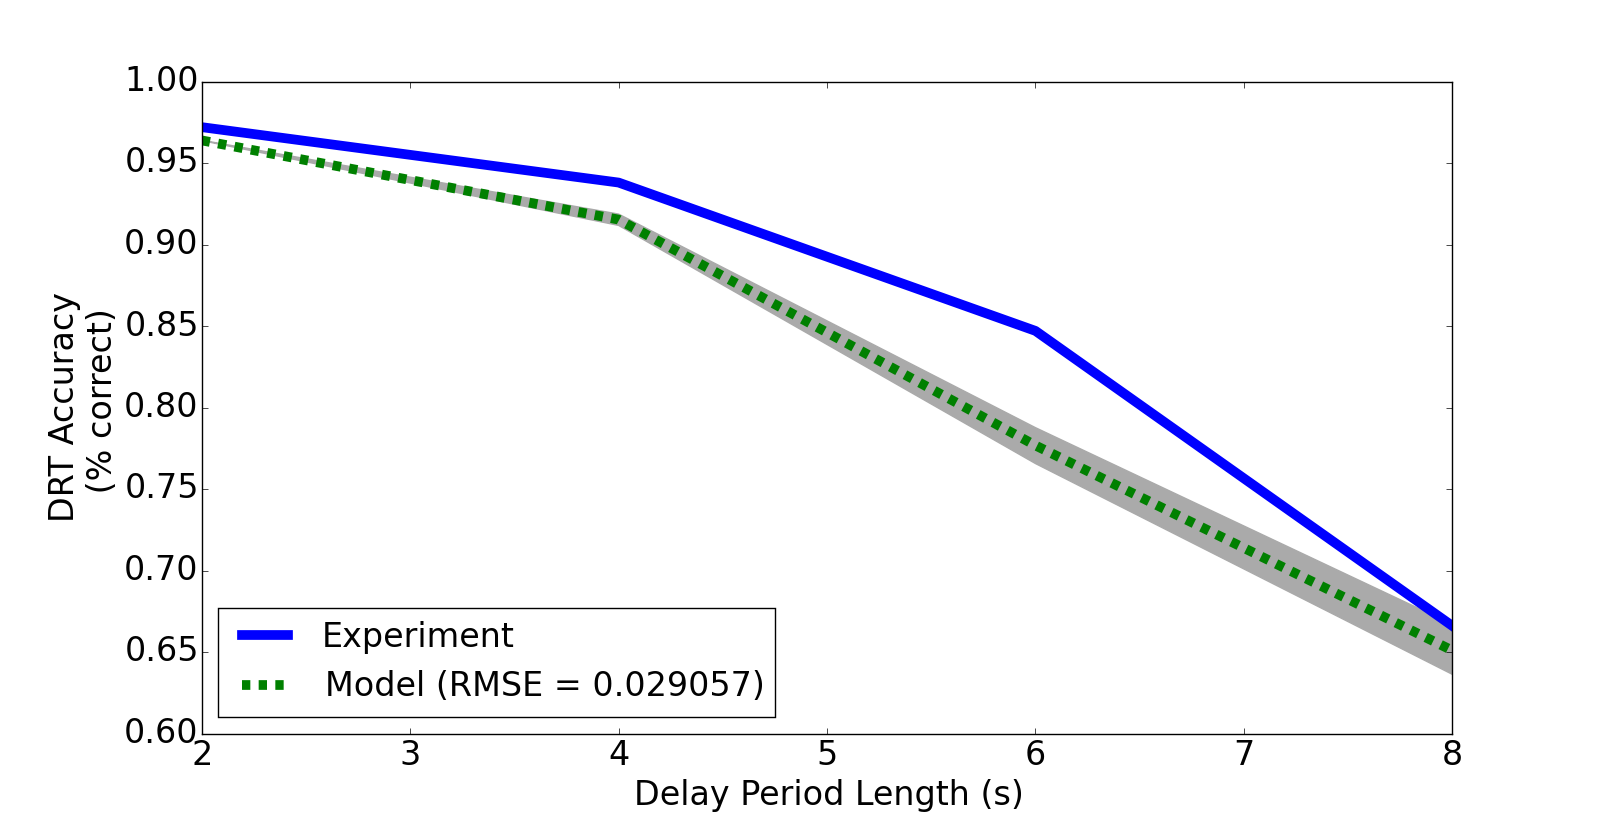 1.00
0.95
0.90
0.85
0.80
0.75
0.70
0.65
0.60
DRT Accuracy
(% correct)
Experiment
Model (RMSE = 0.029057)
2 3 4 5 6 7 8
Delay Period Length (s)